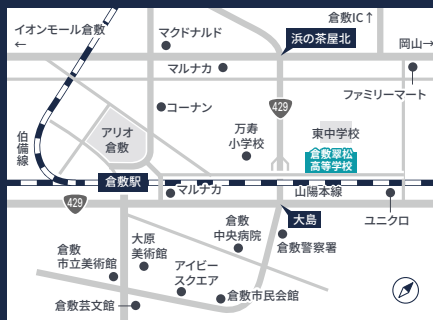 倉敷IC↑
イオンモール倉敷
←
マクドナルド
浜の茶屋北
岡山→
マルナカ
ファミリーマート
コーナン
429
アリオ
倉敷
万寿
小学校
東中学校
倉敷翠松
高等学校
伯備線
倉敷駅
マルナカ
山陽本線
429
大島
ユニクロ
倉敷
市立美術館
大原
美術館
倉敷
中央病院
倉敷警察署
アイビー
スクエア
倉敷市民会館
倉敷芸文館